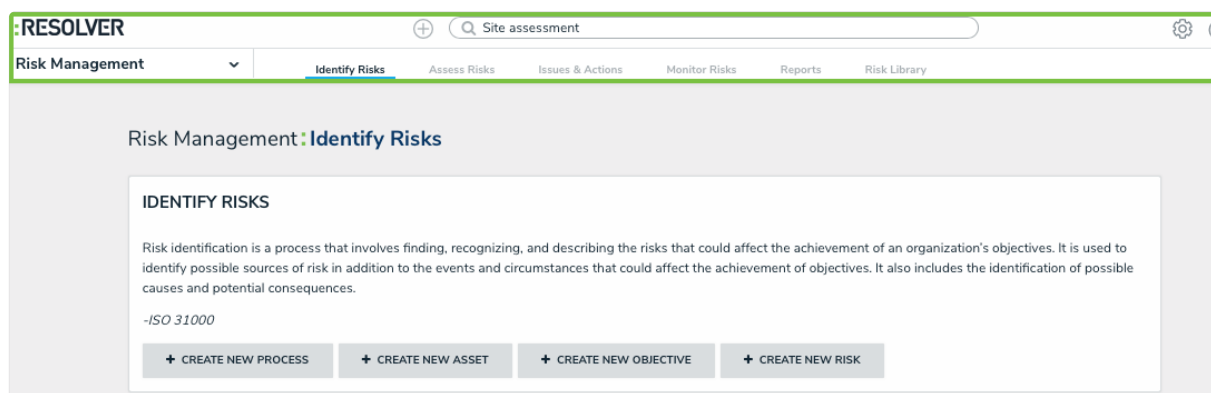 :RESOLVER
Site assessment
Risk Management
Identify Risks Assess Risks Issues & Actions Monitor Risks Reports Risk Library
Risk Management:Identify Risks
IDENTIFY RISKS
Risk identification is a process that involves finding, recognizing, and describing the risks that could affect the achievement of an organization's objectives. It is used to
identify possible sources of risk in addition to the events and circumstances that could affect the achievement of objectives. It also includes the identification of possible
causes and potential consequences.
-ISO 31000
+ CREATE NEW PROCESS + CREATE NEW ASSET + CREATE NEW OBJECTIVE + CREATE NEW RISK